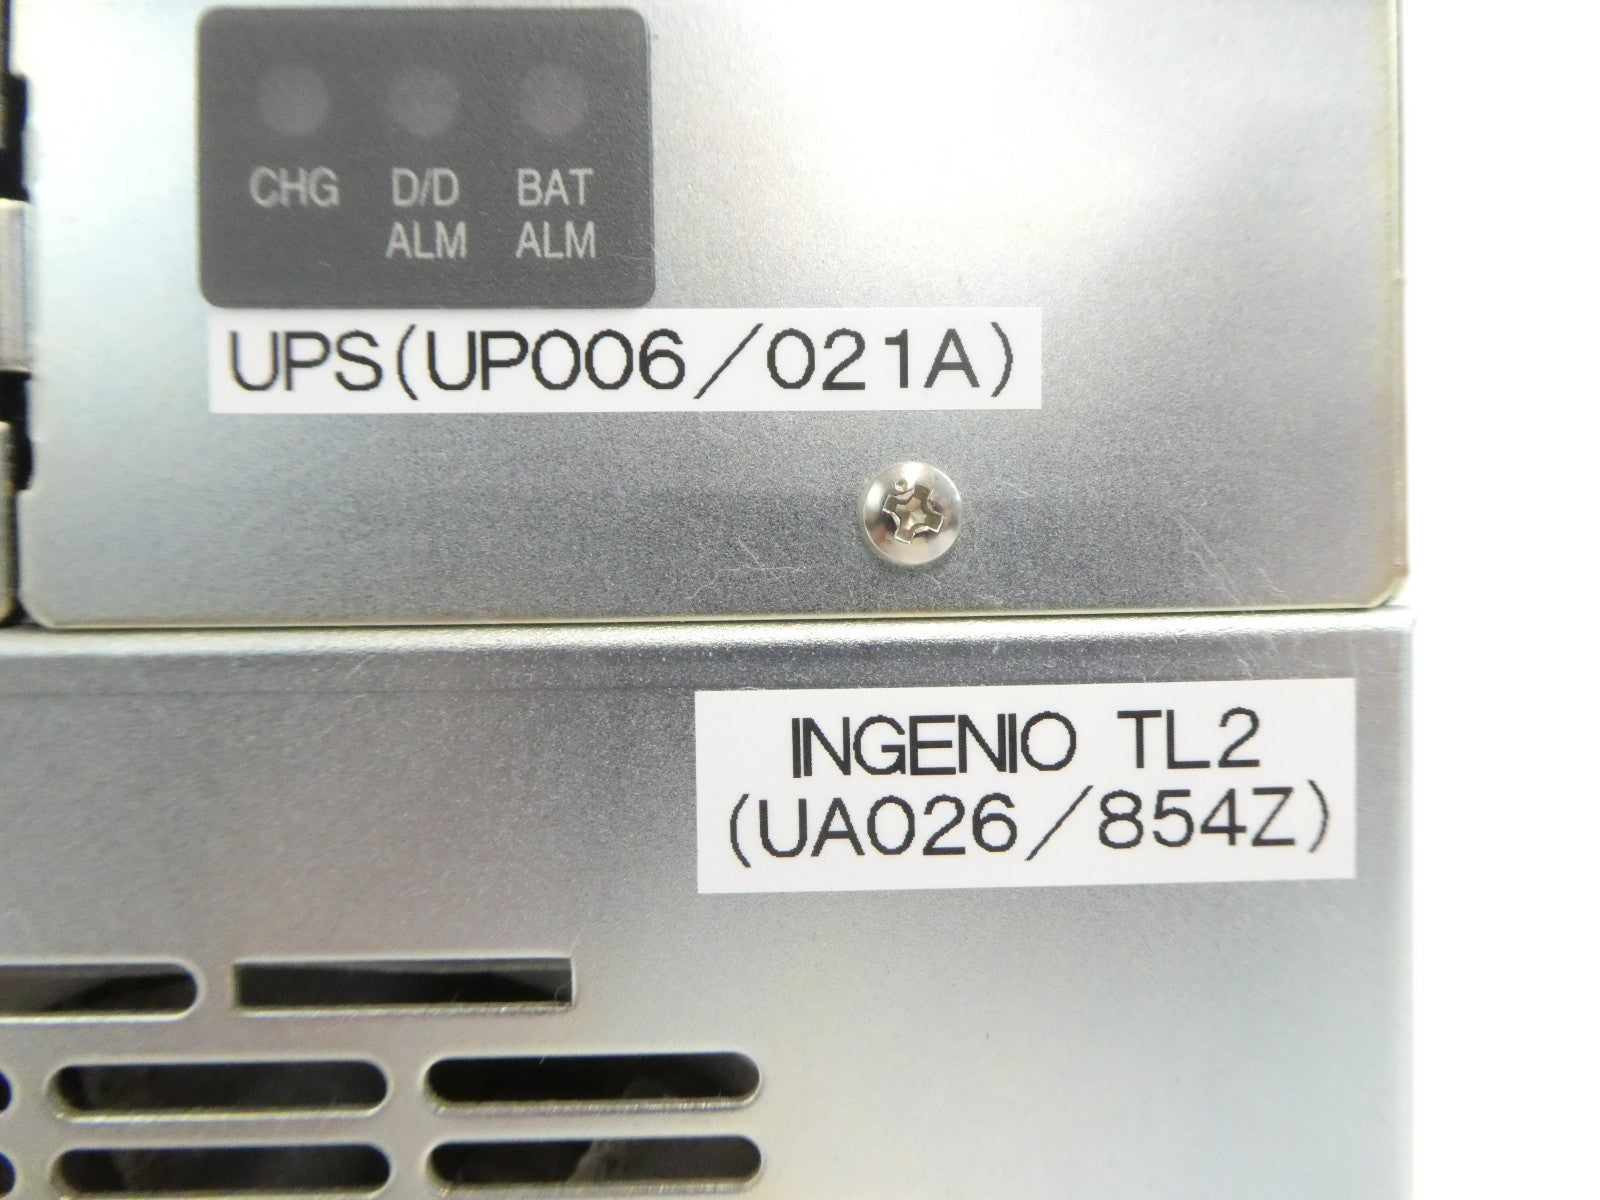 CHG D/D BAT
ALM ALM
UPS(UP006/021A)
INGENIO TL2
(UA026/854Z)